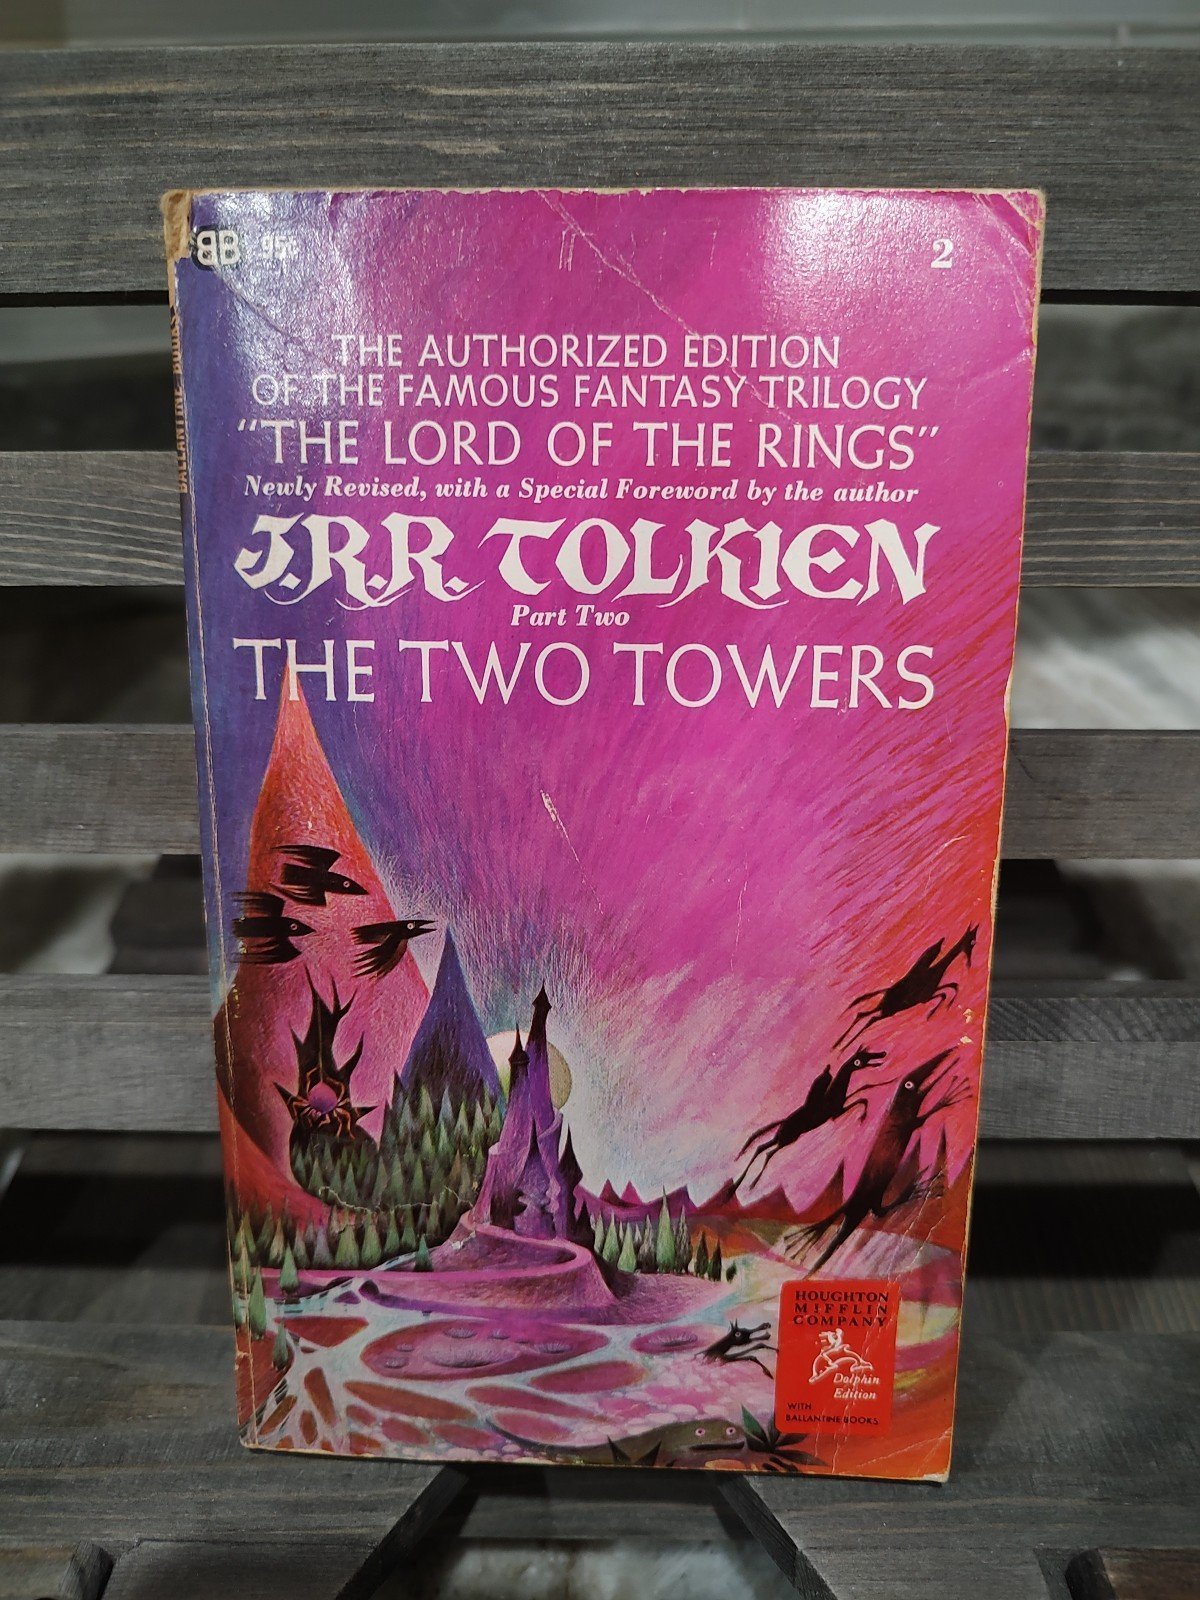 BB 95¢
2
THE AUTHORIZED EDITION
OF THE FAMOUS FANTASY TRILOGY
"THE LORD OF THE RINGS"
Newly Revised, with a Special Foreword by the author
J.R.R. TOLKIEN
Part Two
THE TWO TOWERS
BALLANTINE BOOKS
HOUGHTON
MIFFLIN
COMPANY
Dolphin
Edition
WITH
BALLANTINE BOOKS